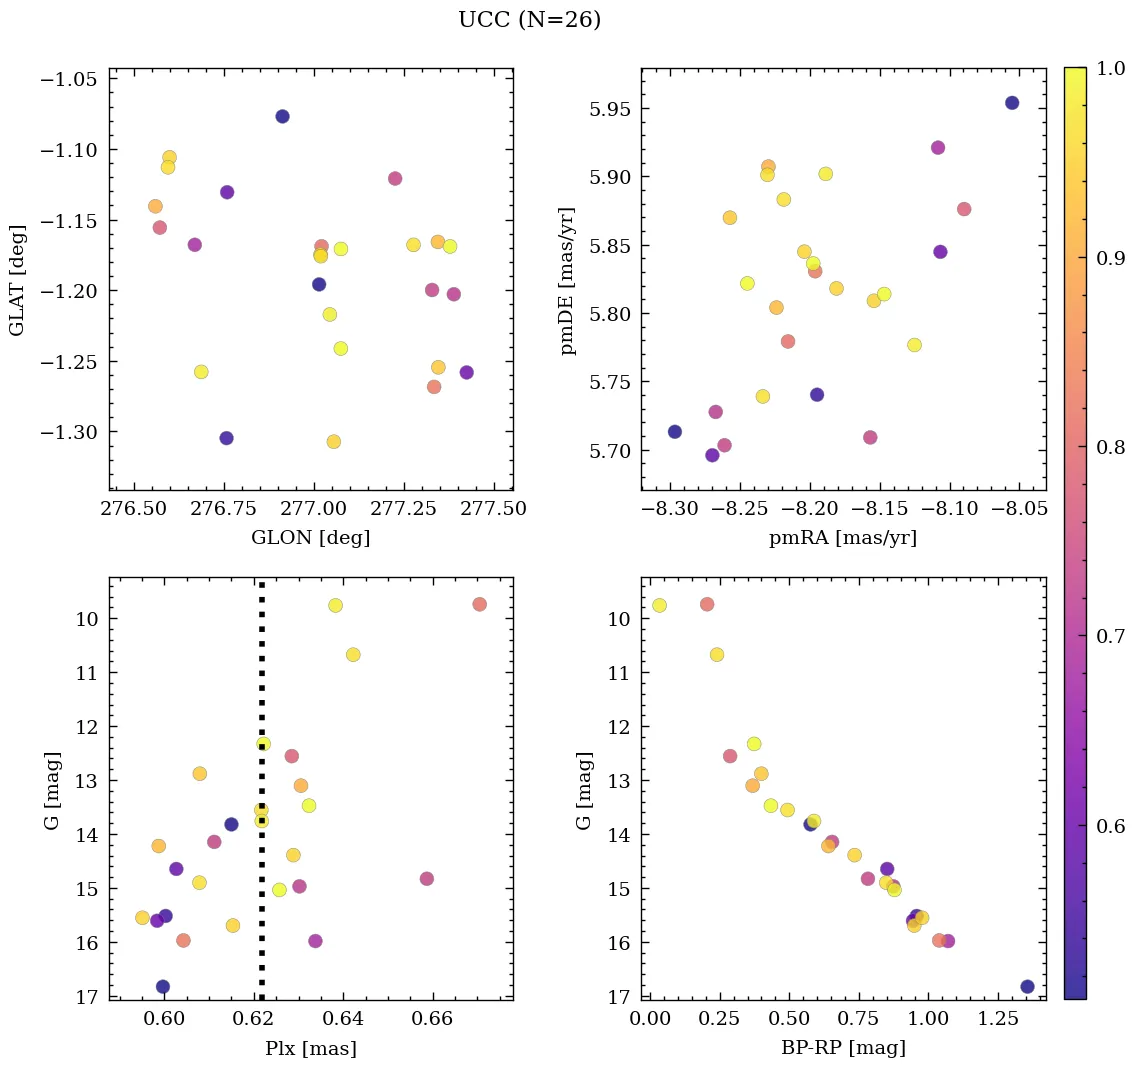 UCC (N=26)
−1.05
−1.10
−1.15
−1.20
−1.25
−1.30
GLAT [deg]
276.50 276.75 277.00 277.25 277.50
GLON [deg]
5.95
5.90
5.85
5.80
5.75
5.70
pmDE [mas/yr]
−8.30 −8.25 −8.20 −8.15 −8.10 −8.05
pmRA [mas/yr]
10
11
12
13
14
15
16
17
G [mag]
0.60 0.62 0.64 0.66
Plx [mas]
10
11
12
13
14
15
16
17
G [mag]
0.00 0.25 0.50 0.75 1.00 1.25
BP-RP [mag]
1.0
0.9
0.8
0.7
0.6